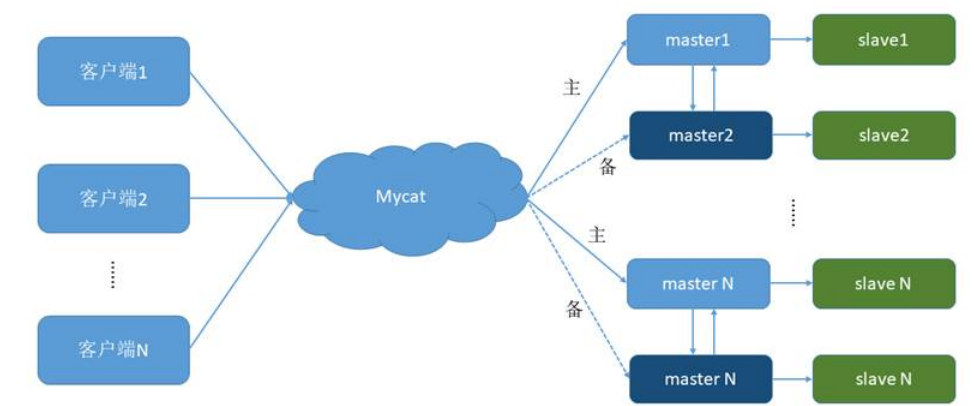 客户端1
客户端2
客户端N
Mycat
主
备
主
备
master1
slave1
master2
slave2
master N
slave N
master N
slave N